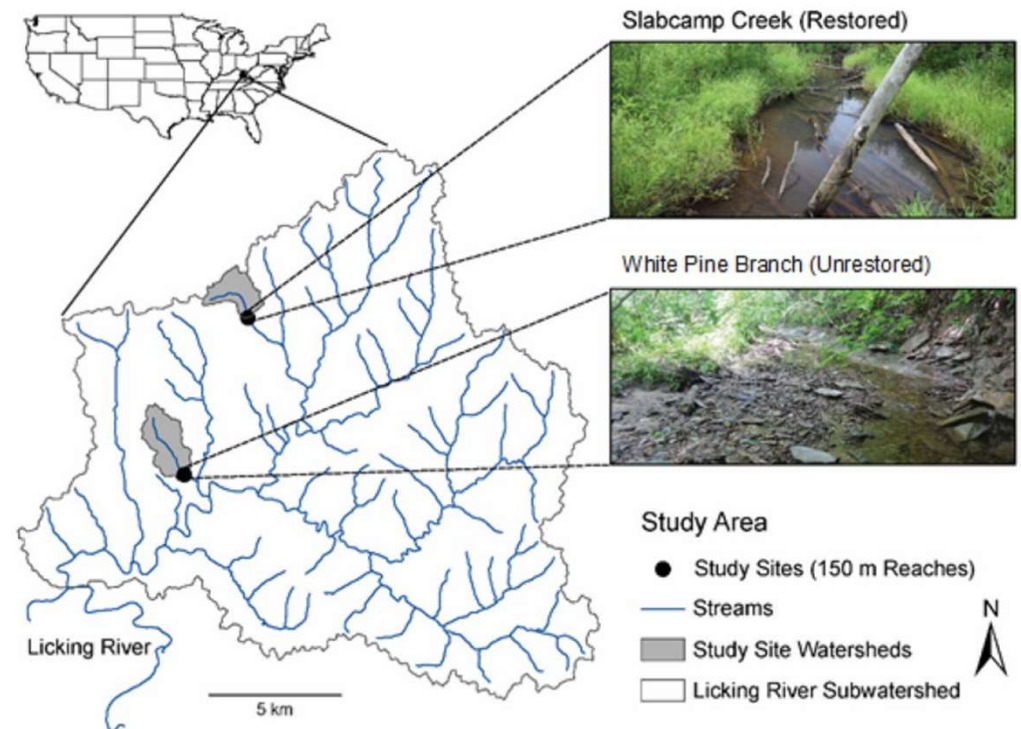 Slabcamp Creek (Restored)
White Pine Branch (Unrestored)
Study Area
Study Sites (150 m Reaches)
Streams
Study Site Watersheds
Licking River Subwatershed
N
Licking River
5 km